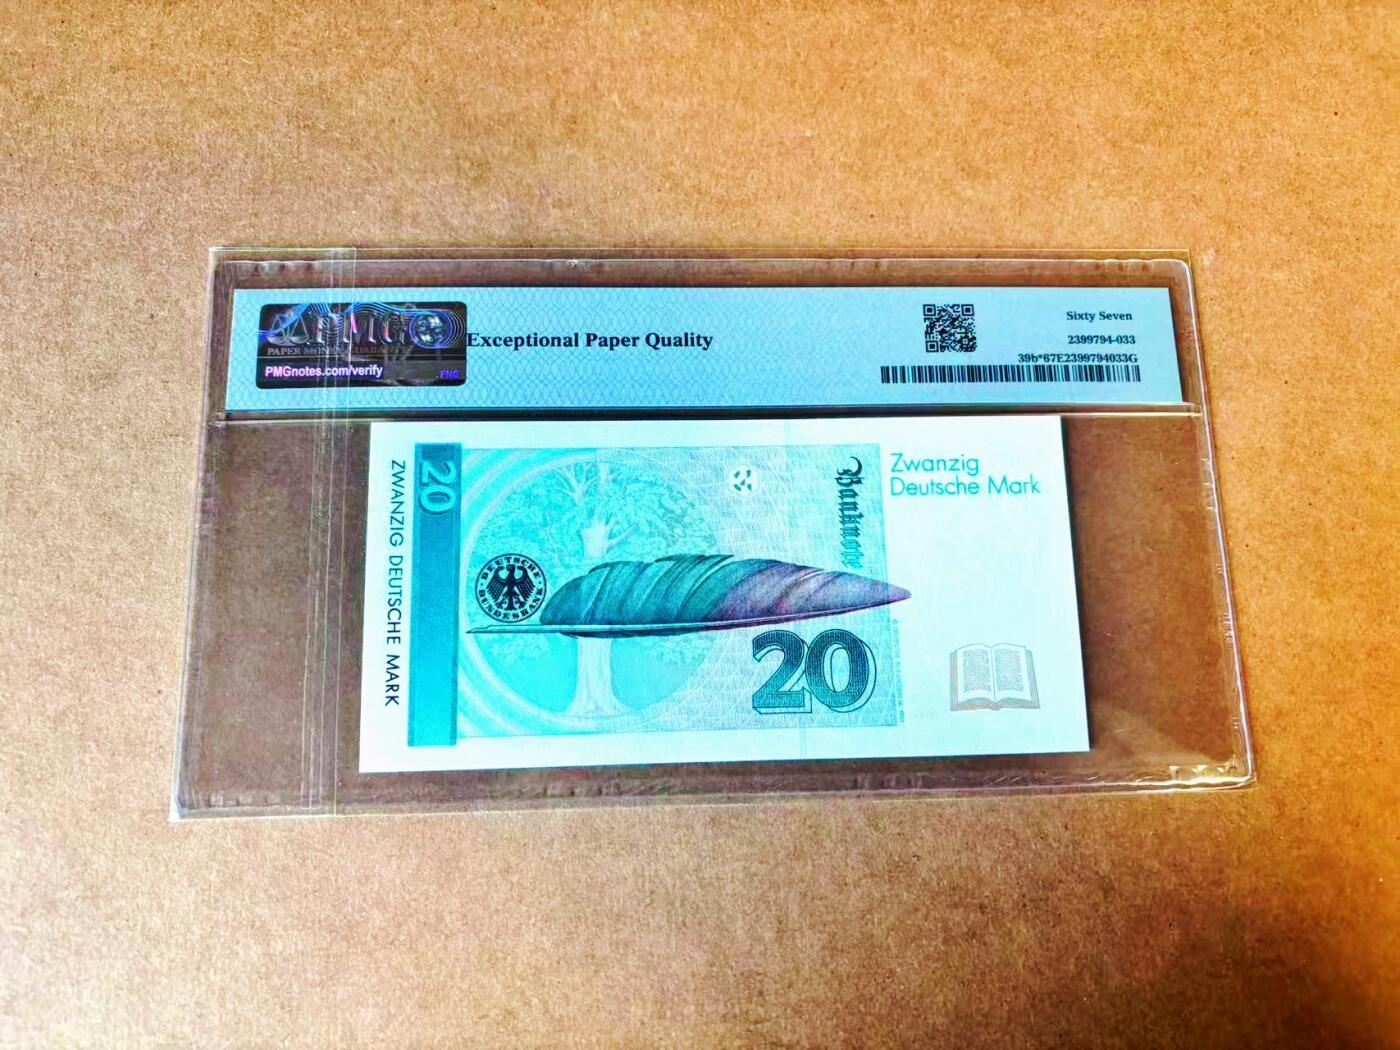 PMG
PAPER MONEY GUARANTY
PMGnotes.com/verify
ENG
Exceptional Paper Quality
Sixty Seven
2399794-033
39b*67E2399794033G
20
ZWANZIG DEUTSCHE MARK
DEUTSCHE BUNDESBANK
Banknote
Zwanzig
Deutsche Mark
20